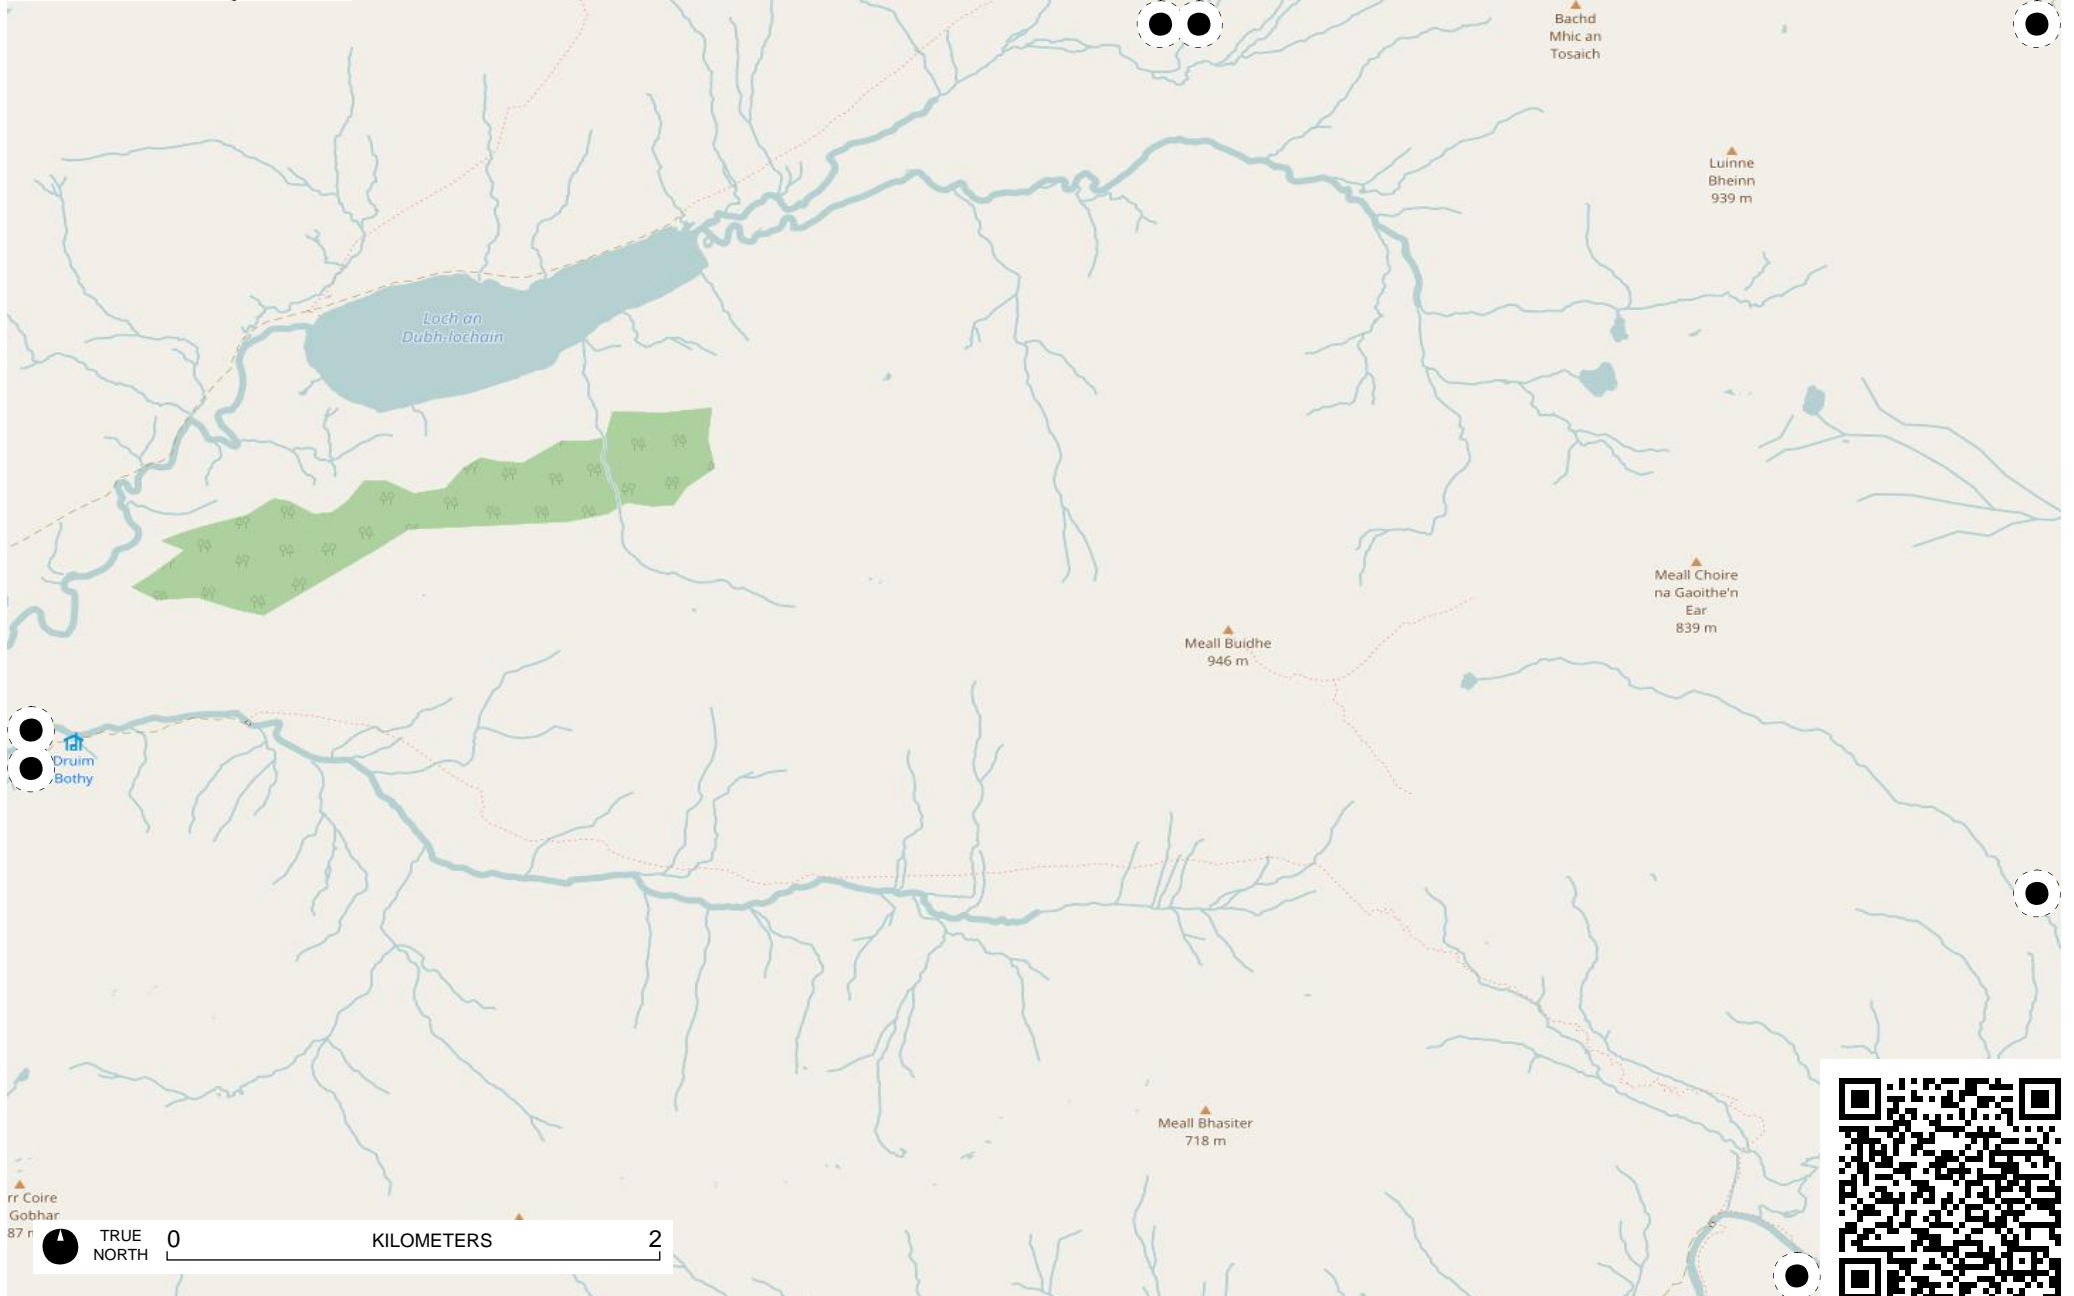 Bachd
Mhic an
Tosaich
Luinne
Bheinn
939 m
Loch an
Dubh-lochain
Meall Choire
na Gaoithe'n
Ear
839 m
Meall Buidhe
946 m
Druim
Bothy
Meall Bhasiter
718 m
rr Coire
Gobhar
87 m
TRUE
NORTH
0
KILOMETERS
2